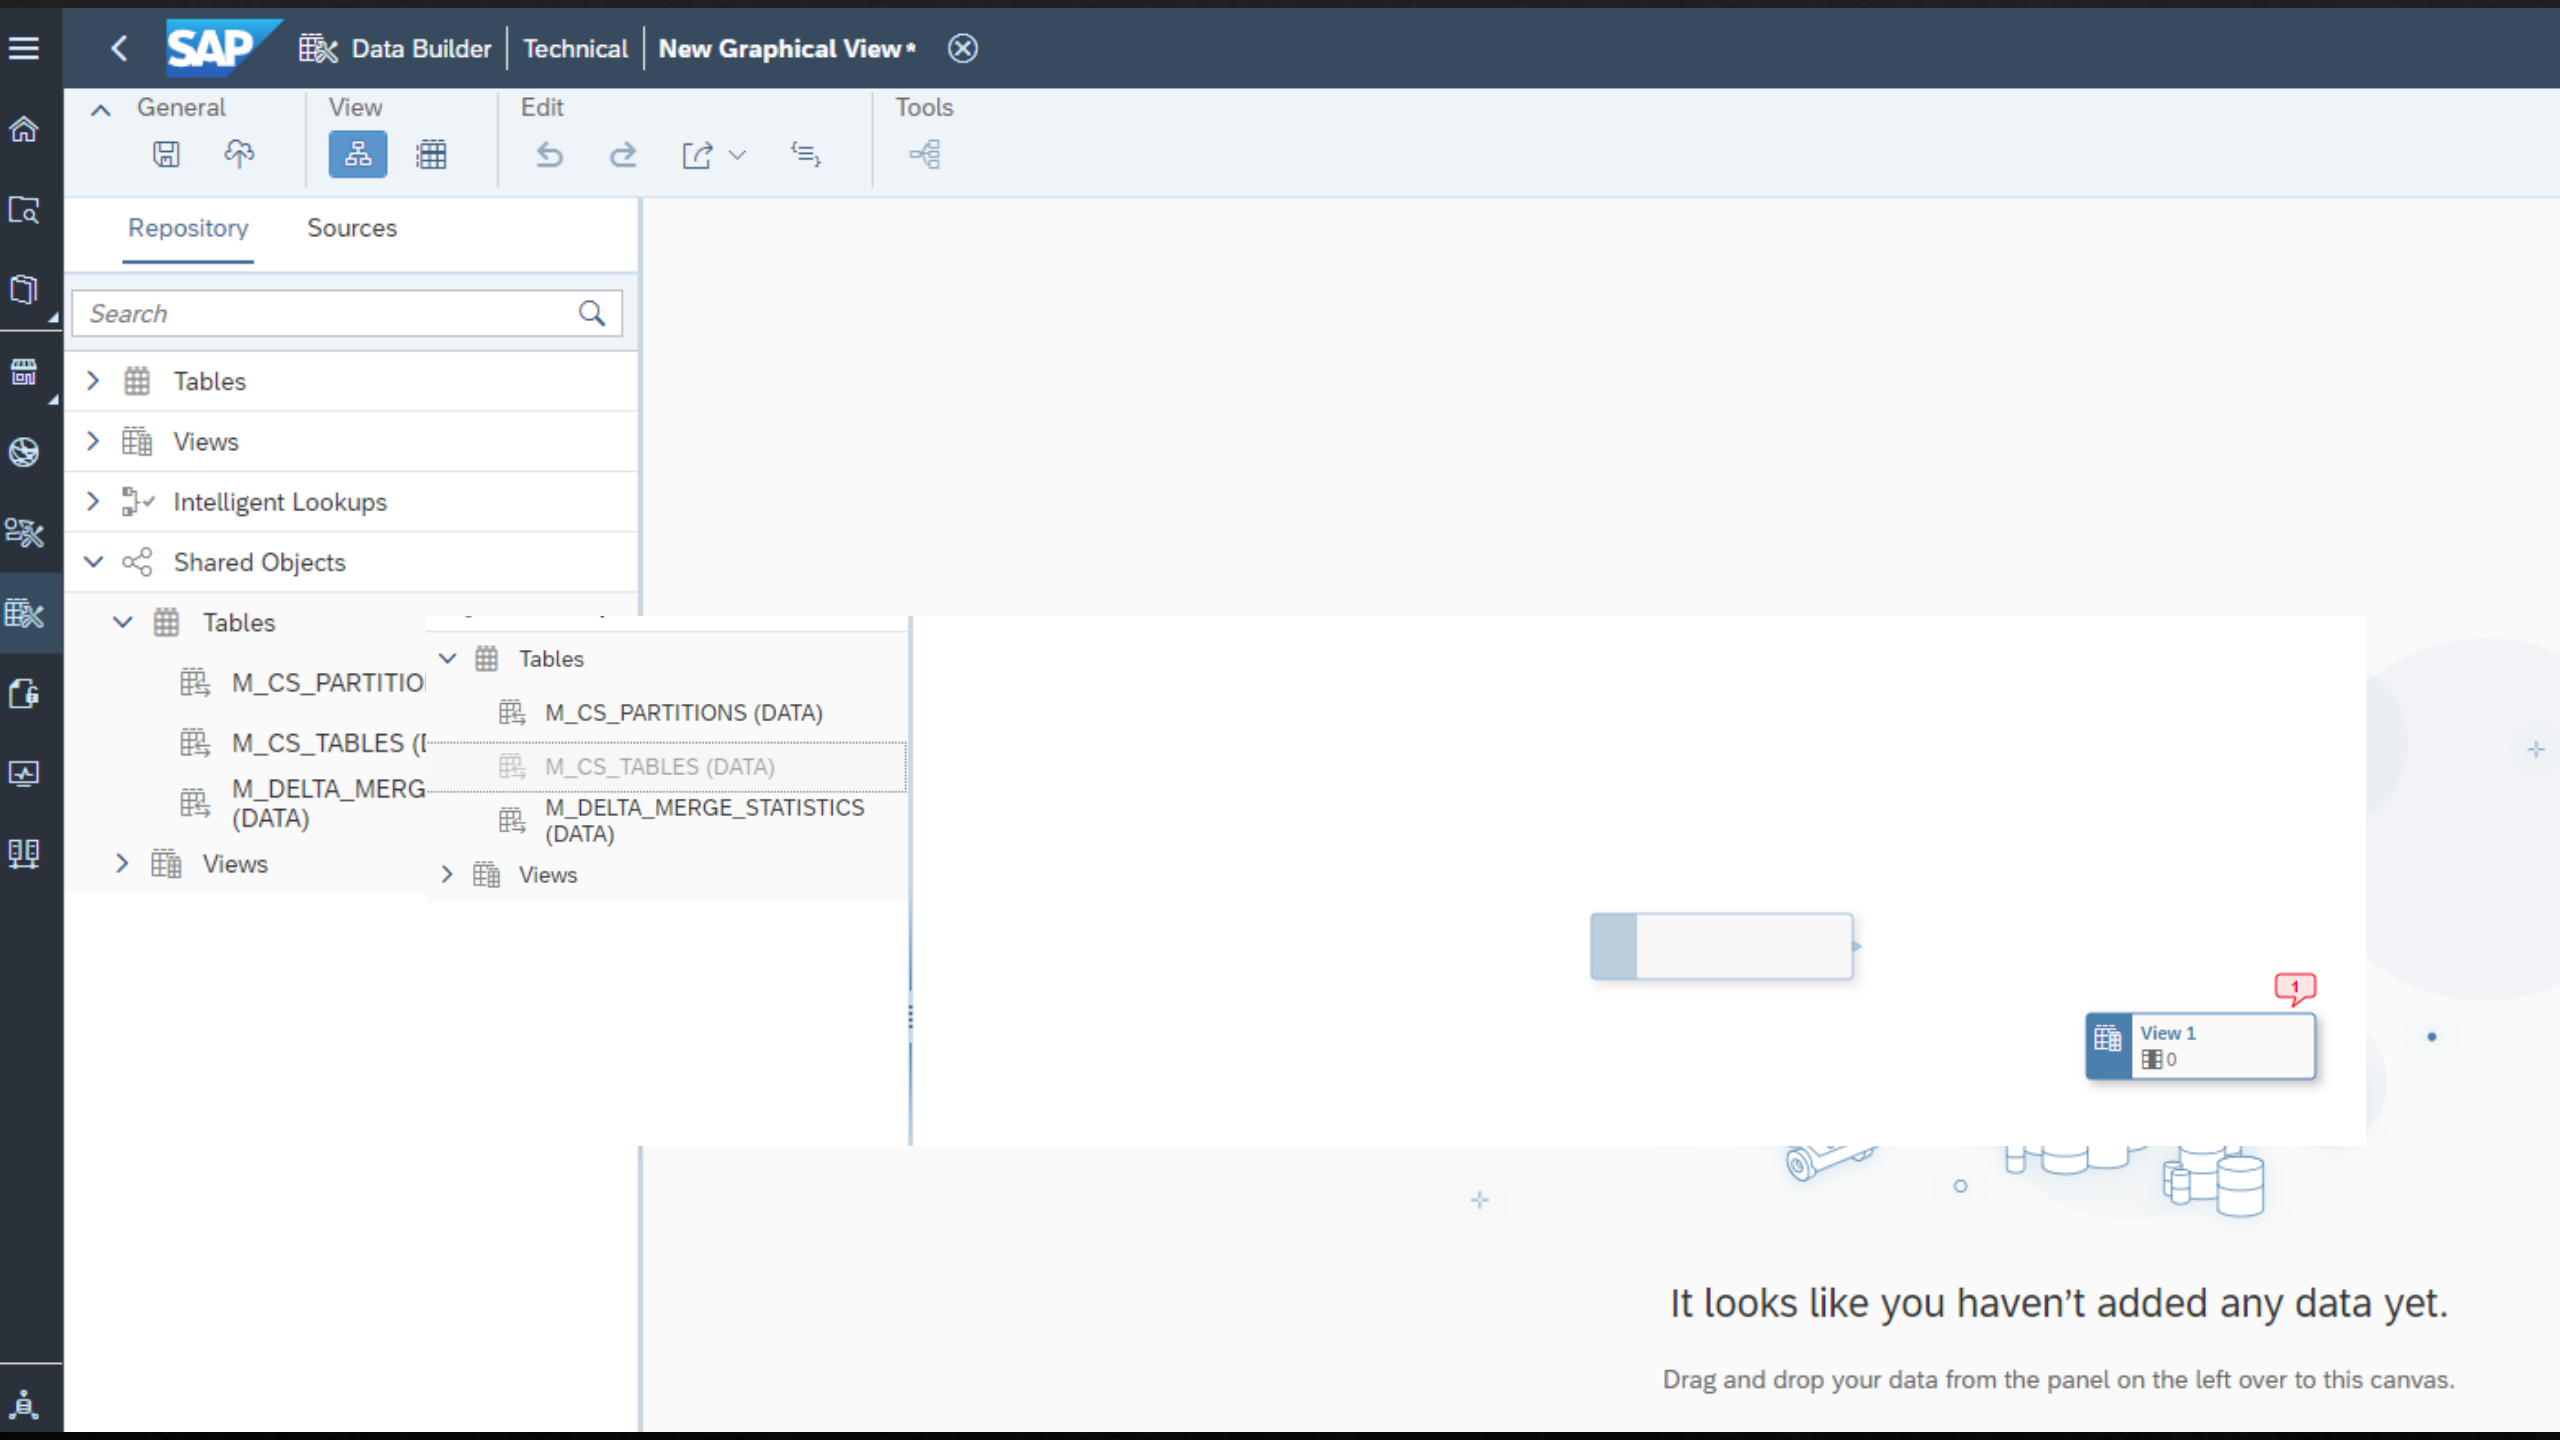 SAP Data Builder Technical New Graphical View*
General View Edit Tools
Repository Sources
Search
Tables
Views
Intelligent Lookups
Shared Objects
Tables
M_CS_PARTITIO
M_CS_TABLES (
M_DELTA_MERG
(DATA)
Views
Tables
M_CS_PARTITIONS (DATA)
M_CS_TABLES (DATA)
M_DELTA_MERGE_STATISTICS
(DATA)
Views
1
View 1
0
It looks like you haven't added any data yet.
Drag and drop your data from the panel on the left over to this canvas.